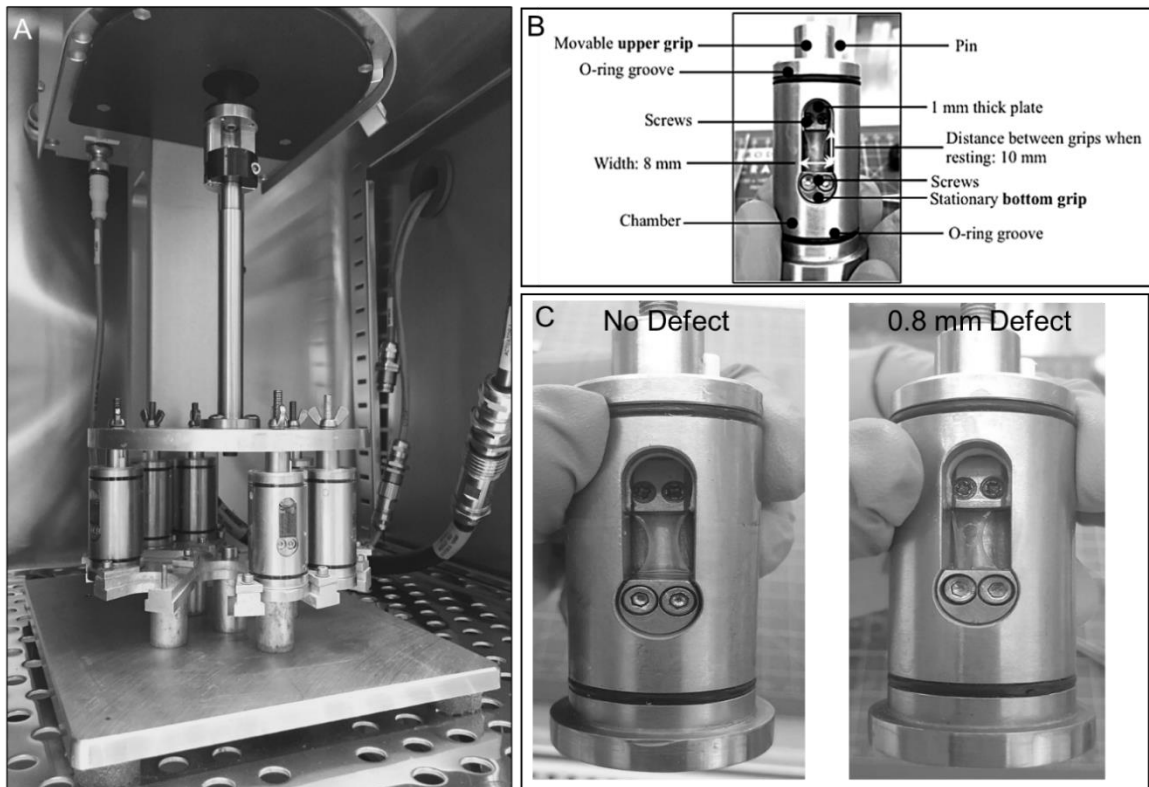 A
B
Movable upper grip
Pin
O-ring groove
1 mm thick plate
Screws
Distance between grips when
resting: 10 mm
Width: 8 mm
Screws
Stationary bottom grip
Chamber
O-ring groove
C
No Defect
0.8 mm Defect